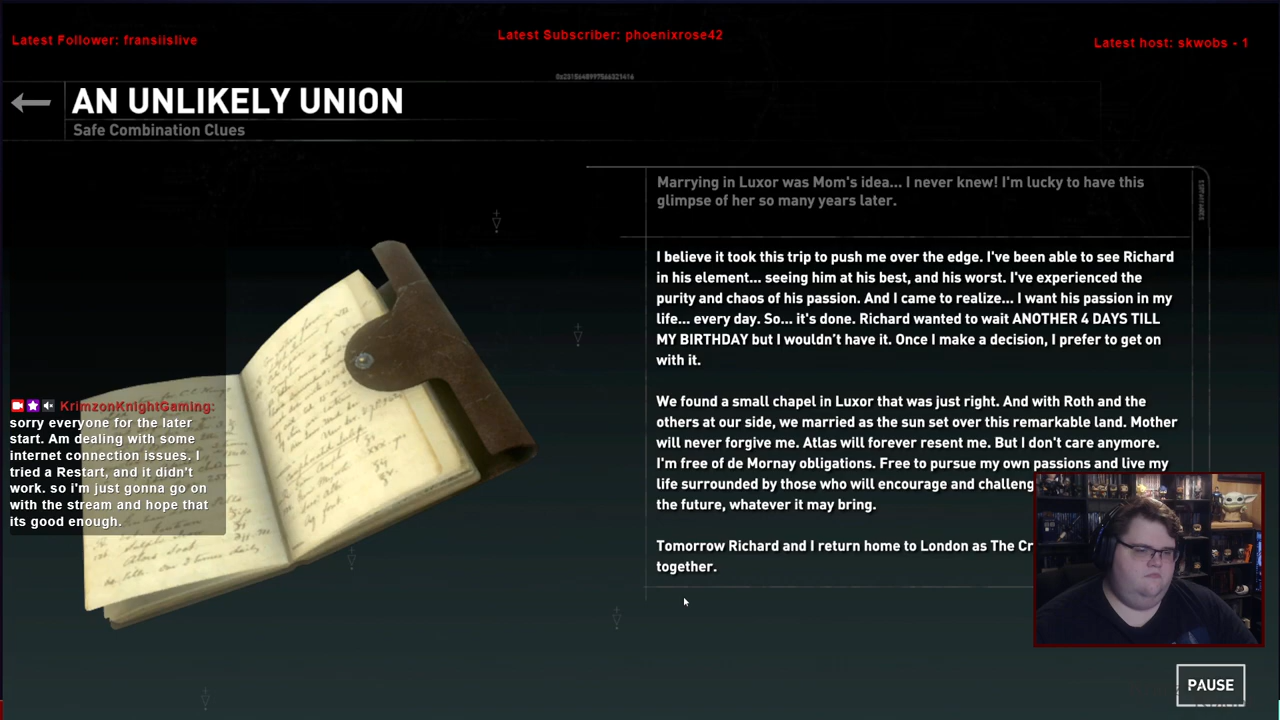 Latest Follower: fransiislive
Latest Subscriber: phoenixrose42
Latest host: skwobs - 1
AN UNLIKELY UNION
Safe Combination Clues
Marrying in Luxor was Mom's idea... I never knew! I'm lucky to have this
glimpse of her so many years later.
I believe it took this trip to push me over the edge. I've been able to see Richard
in his element... seeing him at his best, and his worst. I've experienced the
purity and chaos of his passion. And I came to realize... I want his passion in my
life... every day. So... it's done. Richard wanted to wait ANOTHER 4 DAYS TILL
MY BIRTHDAY but I wouldn't have it. Once I make a decision, I prefer to get on
with it.
We found a small chapel in Luxor that was just right. And with Roth and the
others at our side, we married as the sun set over this remarkable land. Mother
will never forgive me. Atlas will forever resent me. But I don't care anymore.
I'm free of de Mornay obligations. Free to pursue my own passions and live my
life surrounded by those who will encourage and challeng
the future, whatever it may bring.
Tomorrow Richard and I return home to London as The Cr
together.
KrimzonKnightGaming:
sorry everyone for the later
start. Am dealing with some
internet connection issues. I
tried a Restart, and it didn't
work. so i'm just gonna go on
with the stream and hope that
its good enough.
PAUSE